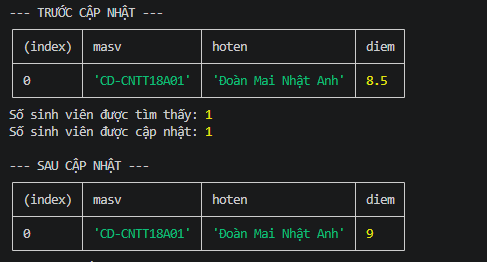 --- TRƯỚC CẬP NHẬT ---
(index) masv hoten diem
0 'CD-CNTT18A01' 'Đoàn Mai Nhật Anh' 8.5
Số sinh viên được tìm thấy: 1
Số sinh viên được cập nhật: 1
--- SAU CẬP NHẬT ---
(index) masv hoten diem
0 'CD-CNTT18A01' 'Đoàn Mai Nhật Anh' 9